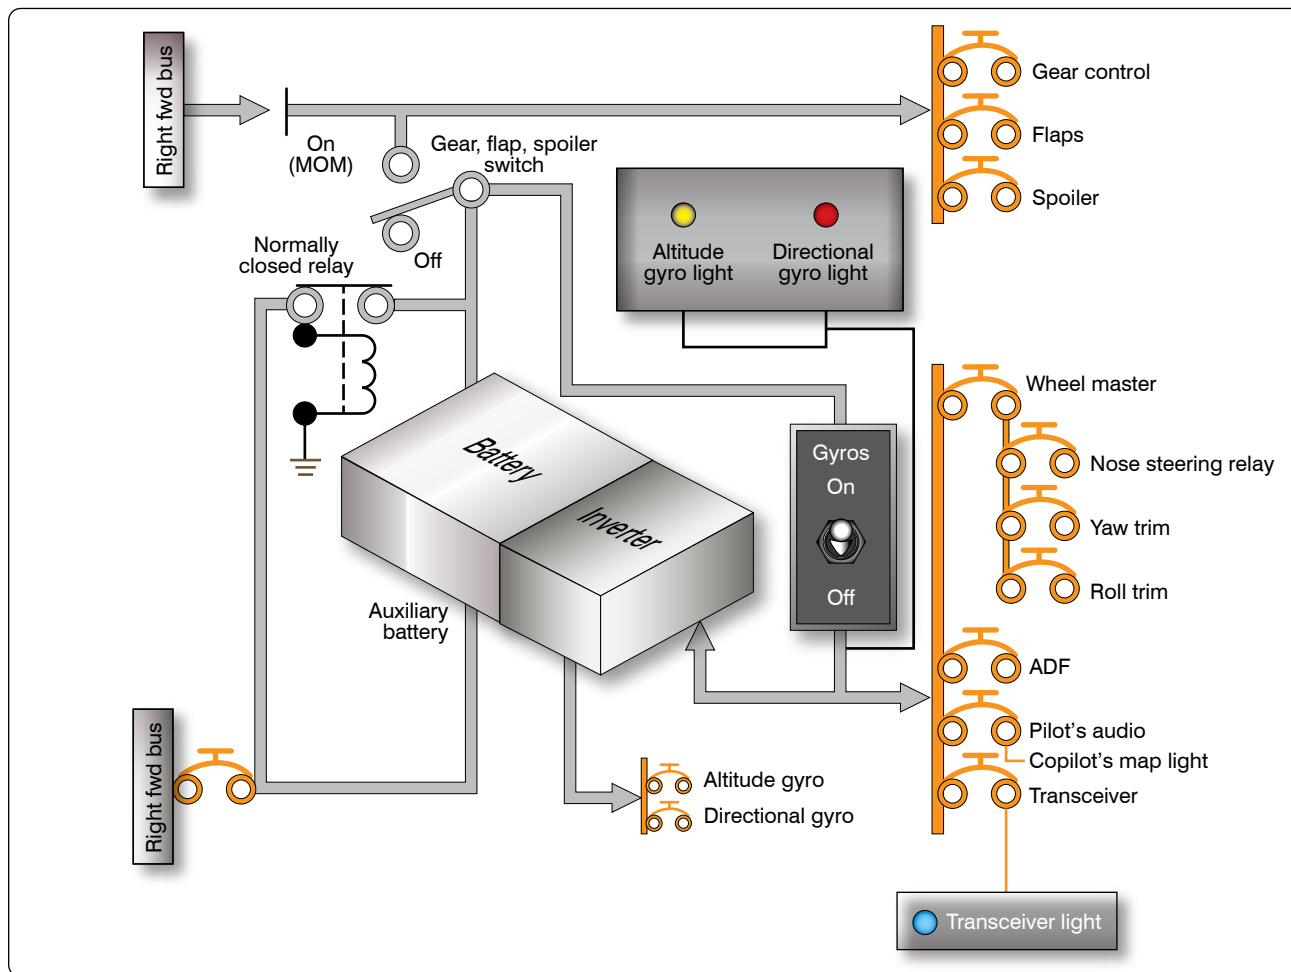 Right fwd bus
On
(MOM)
Gear, flap, spoiler
switch
Off
Normally
closed relay
Gear control
Flaps
Spoiler
Altitude
gyro light
Directional
gyro light
Battery
Inverter
Auxiliary
battery
Gyros
On
Off
Wheel master
Nose steering relay
Yaw trim
Roll trim
ADF
Pilot’s audio
Copilot’s map light
Transceiver
Right fwd bus
Altitude gyro
Directional gyro
Transceiver light